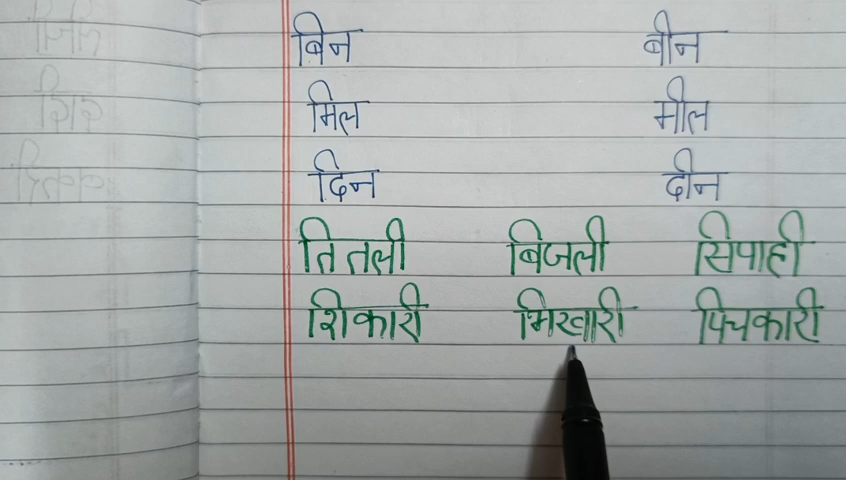 बिन बीन
मिल मील
दिन दीन
तितली बिजली सिपाही
शिकारी भिखारी पिचकारी